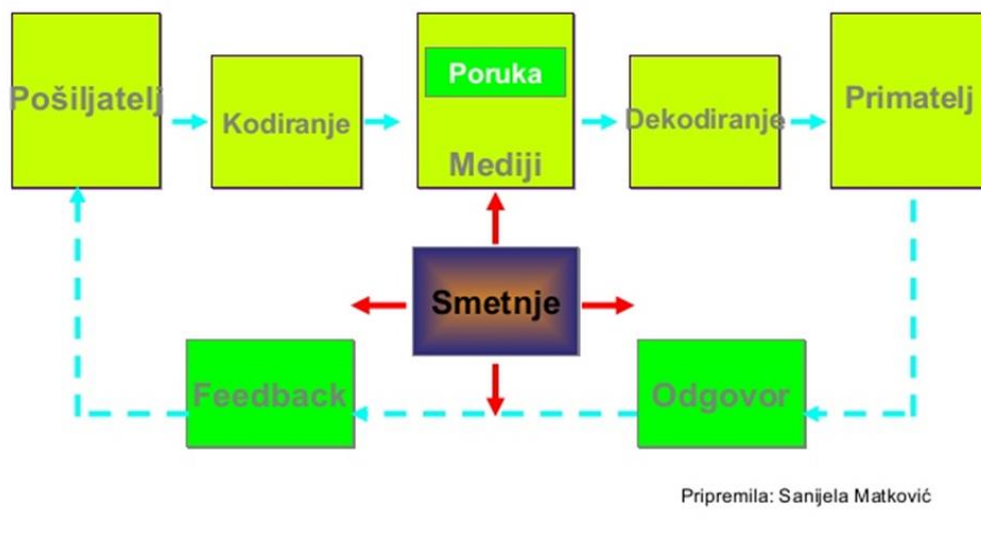 Pošiljatelj
Kodiranje
Poruka
Mediji
Dekodiranje
Primatelj
Smetnje
Feedback
Odgovor
Pripremila: Sanijela Matković